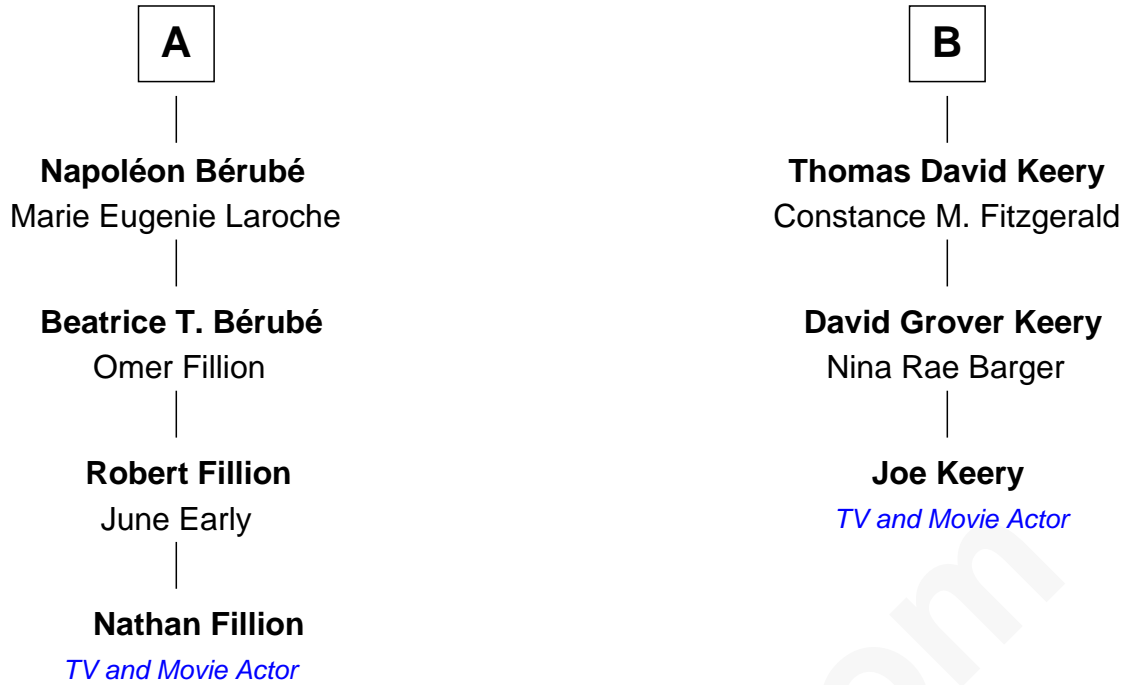 A
Napoléon Bérubé
Marie Eugenie Laroche
Beatrice T. Bérubé
Omer Fillion
Robert Fillion
June Early
Nathan Fillion
TV and Movie Actor
B
Thomas David Keery
Constance M. Fitzgerald
David Grover Keery
Nina Rae Barger
Joe Keery
TV and Movie Actor
om